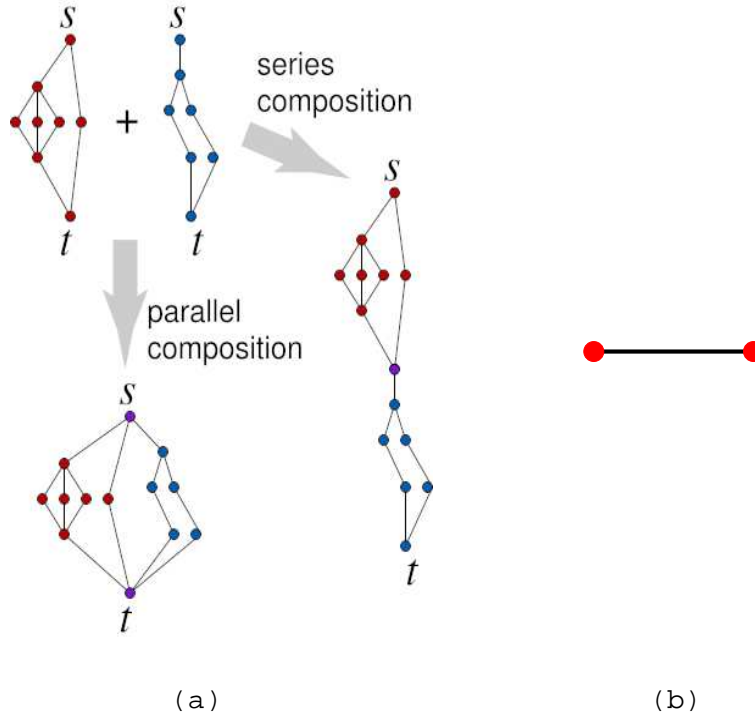 s
s
+
t
t
series
composition
s
parallel
composition
s
t
t
(a)
(b)